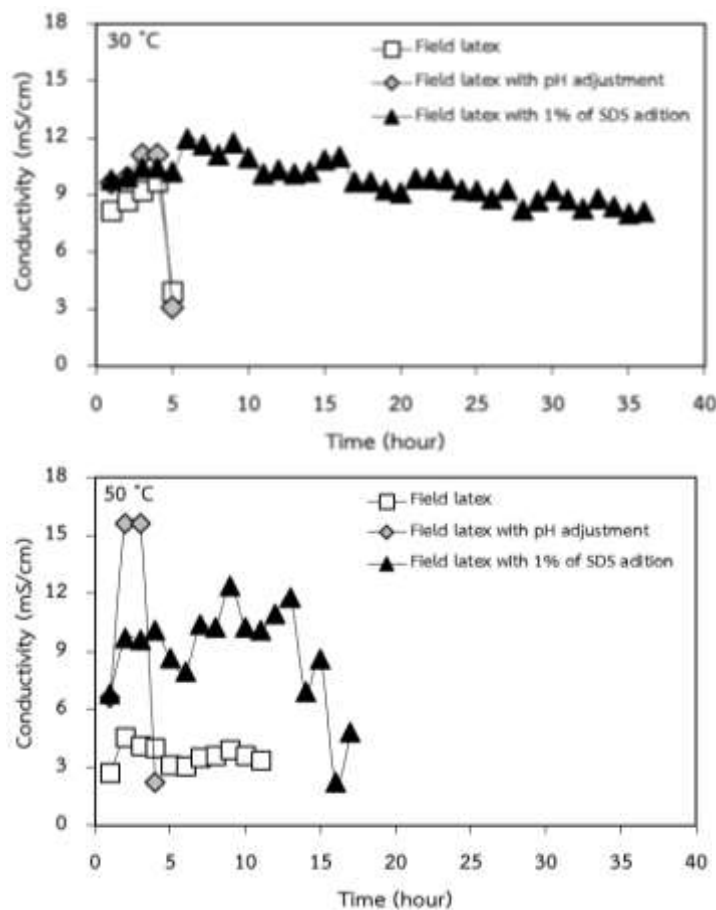 18
30 ˚C
Field latex
15
Field latex with pH adjustment
12
Field latex with 1% of SDS adition
9
6
3
0
Conductivity (mS/cm)
0 5 10 15 20 25 30 35 40
Time (hour)
18
50 ˚C
Field latex
15
Field latex with pH adjustment
12
Field latex with 1% of SDS adition
9
6
3
0
Conductivity (mS/cm)
0 5 10 15 20 25 30 35 40
Time (hour)